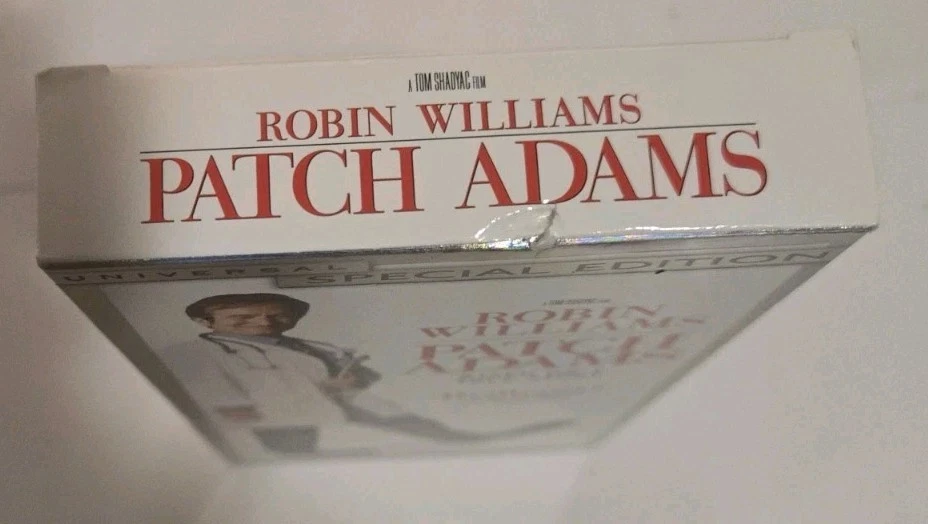 A TOM SHADYAC FILM
ROBIN WILLIAMS
PATCH ADAMS
UNIVERSAL
SPECIAL EDITION
ROBIN
WILLIAMS
PATCH
ADAMS